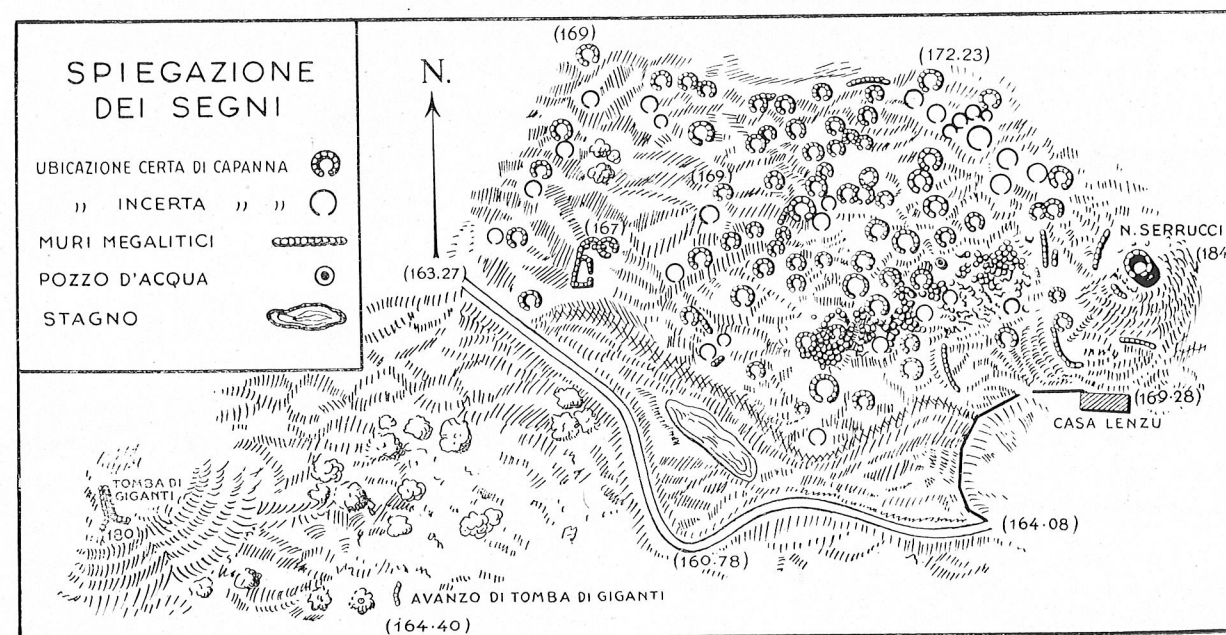 SPIEGAZIONE
DEI SEGNI
UBICAZIONE CERTA DI CAPANNA
„ INCERTA „ „
MURI MEGALITICI
POZZO D'ACQUA
STAGNO
N.
(169)
(172.23)
(169)
(167)
N. SERRUCCI
(163.27)
(169·28)
CASA LENZU
TOMBA DI
GIGANTI
(180)
(164·08)
(160.78)
AVANZO DI TOMBA DI GIGANTI
(164·40)